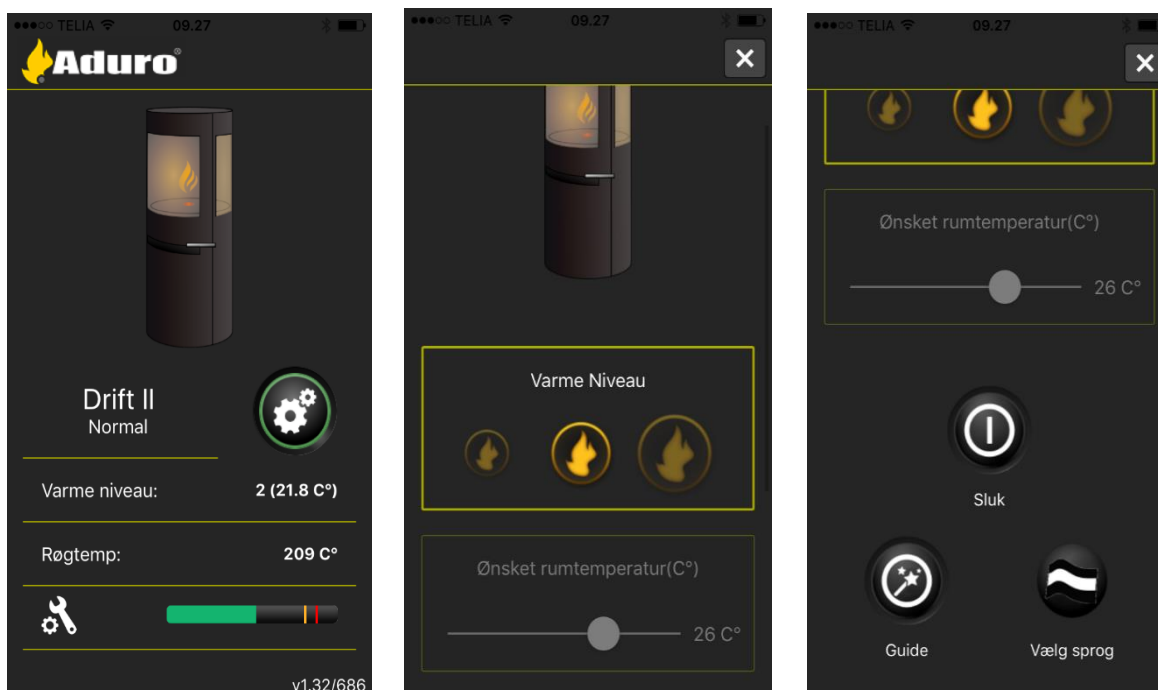 TELIA 09.27
Aduro®
Drift II
Normal
Varme niveau: 2 (21.8 C°)
Røgtemp: 209 C°
v1.32/686
TELIA 09.27
Varme Niveau
Ønsket rumtemperatur(C°)
26 C°
TELIA 09.27
Ønsket rumtemperatur(C°)
26 C°
Sluk
Guide
Vælg sprog